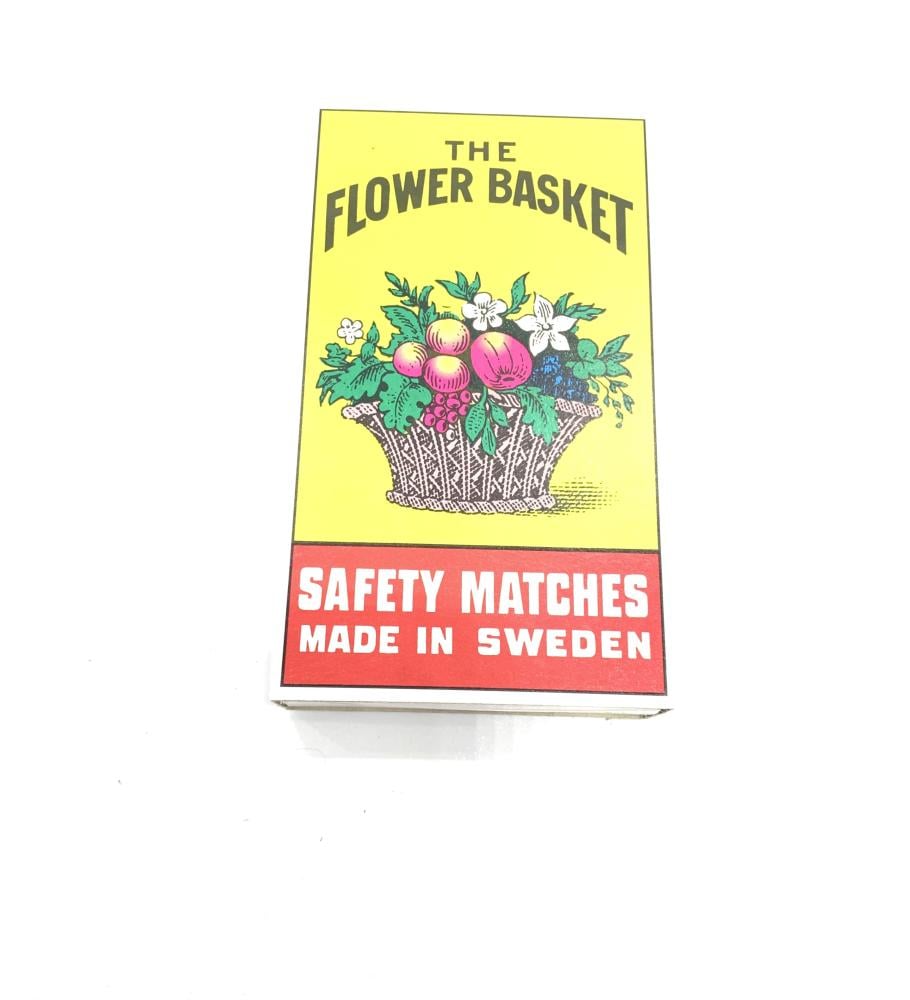 THE
FLOWER BASKET
SAFETY MATCHES
MADE IN SWEDEN